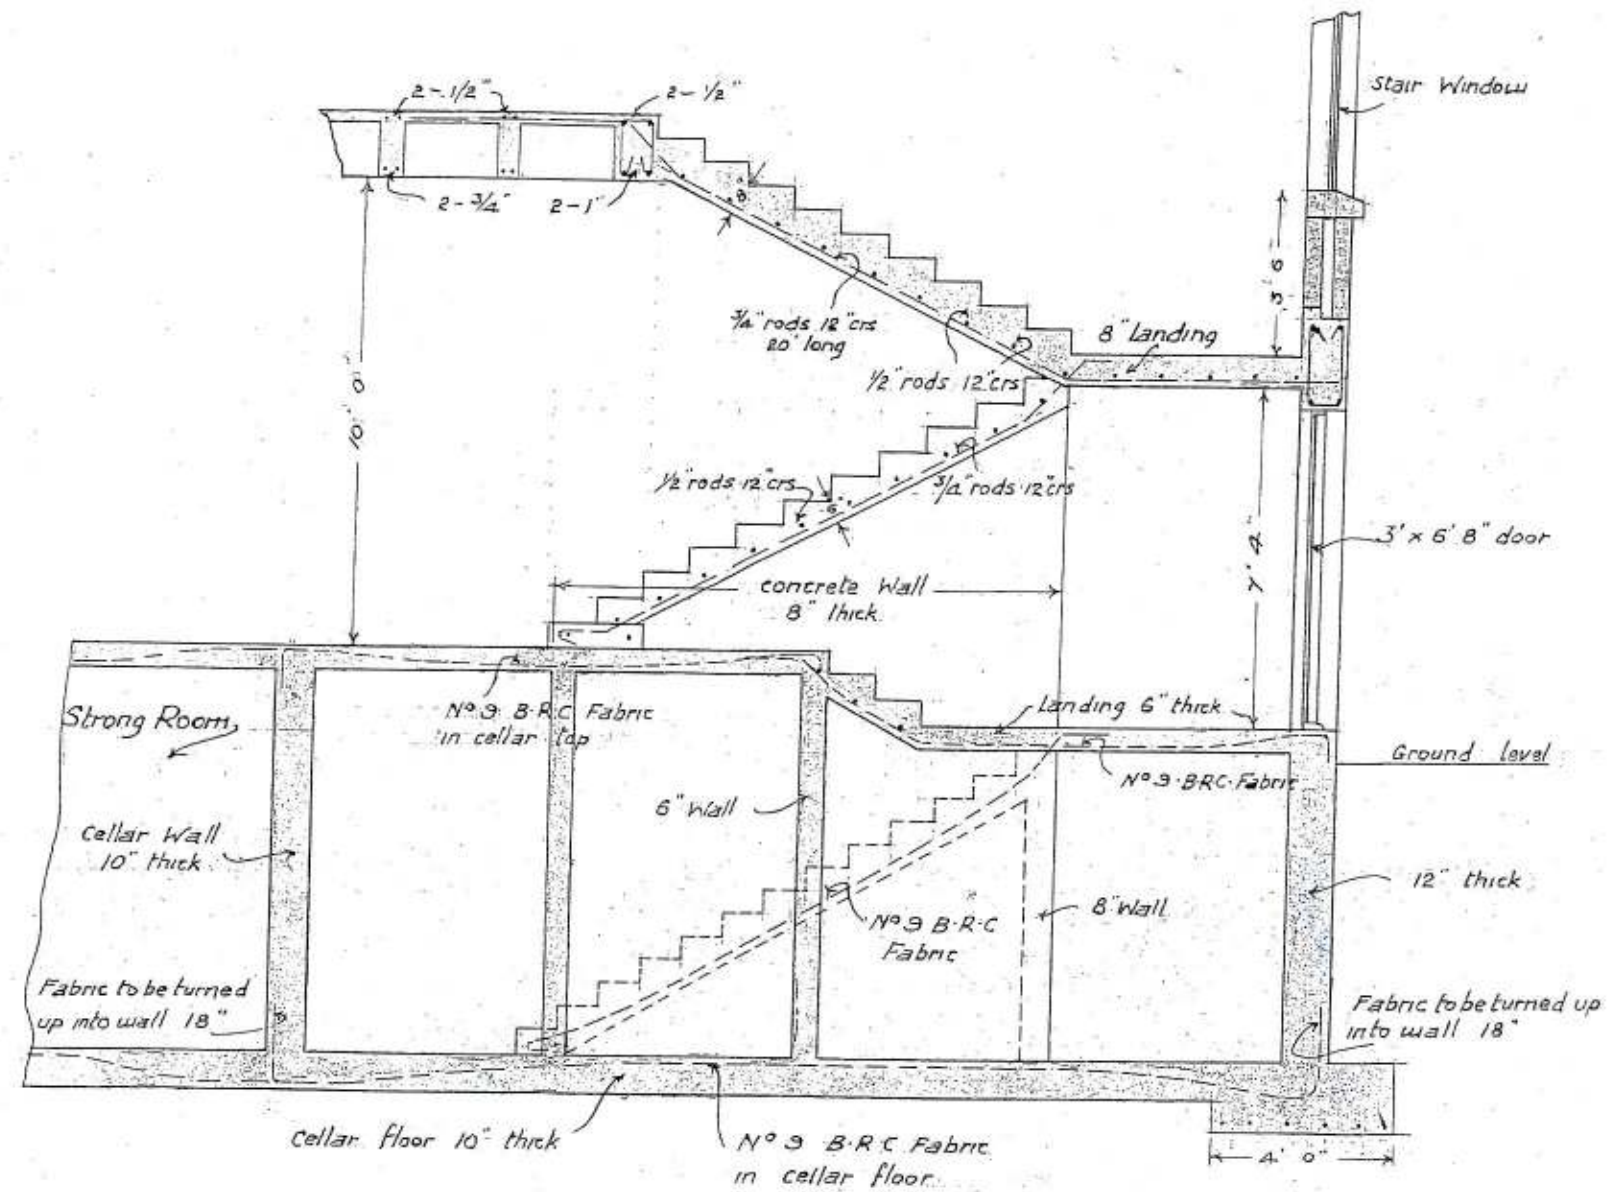 2-1/2"
2-1/2"
Stair Window
2-3/4"
2-1"
8"
3' 6"
3/4" rods 12" crs
20' long
8" Landing
1/2" rods 12" crs
10' 0"
1/2" rods 12" crs
6"
3/4" rods 12" crs
7' 4"
3' x 6' 8" door
Concrete Wall
8" thick
Strong Room
No 9 B.R.C Fabric
in cellar top
Landing 6" thick
Ground level
No 9 B.R.C. Fabric
6" Wall
Cellar Wall
10" thick
12" thick
8" Wall
No 9 B.R.C
Fabric
Fabric to be turned
up into wall 18"
Fabric to be turned up
into wall 18"
Cellar floor 10" thick
No 9 B.R.C Fabric
in cellar floor
4' 0"